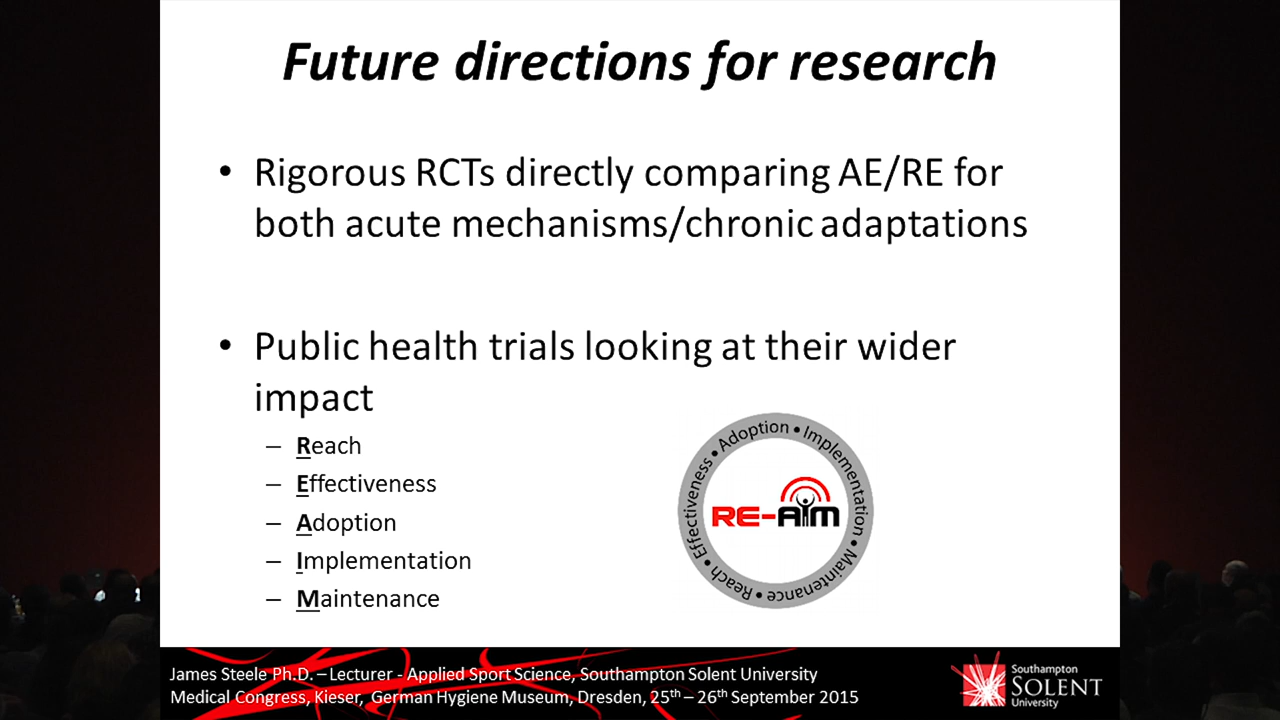 Future directions for research
• Rigorous RCTs directly comparing AE/RE for
both acute mechanisms/chronic adaptations
• Public health trials looking at their wider
impact
– Reach
– Effectiveness
– Adoption
– Implementation
– Maintenance
Reach • Effectiveness • Adoption • Implementation • Maintenance •
RE-AIM
James Steele Ph.D. – Lecturer - Applied Sport Science, Southampton Solent University
Medical Congress, Kieser, German Hygiene Museum, Dresden, 25th – 26th September 2015
Southampton
SOLENT
University